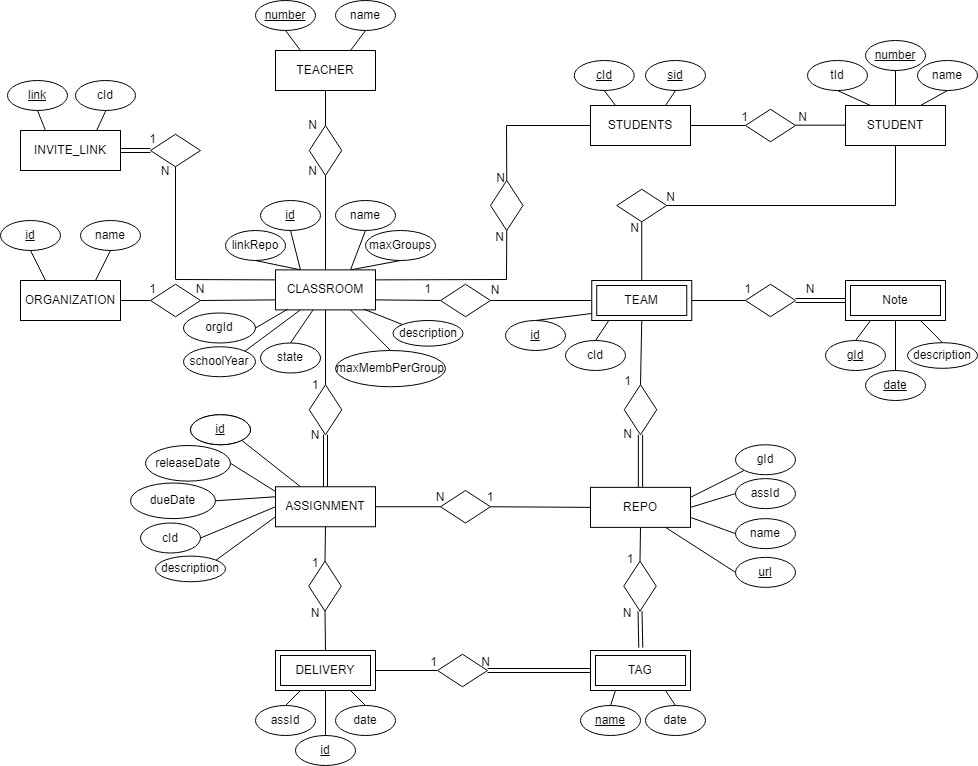 number
name
TEACHER
N
N
link
cId
INVITE_LINK
1
N
cId
sid
STUDENTS
1
N
tId
number
name
STUDENT
N
N
N
N
id
name
ORGANIZATION
1
N
id
name
linkRepo
maxGroups
CLASSROOM
orgId
schoolYear
state
maxMembPerGroup
description
1
N
TEAM
id
cId
1
N
Note
gId
date
description
1
N
1
N
id
releaseDate
dueDate
cId
description
ASSIGNMENT
N
1
REPO
gId
assId
name
url
1
N
1
N
DELIVERY
assId
id
date
1
N
TAG
name
date